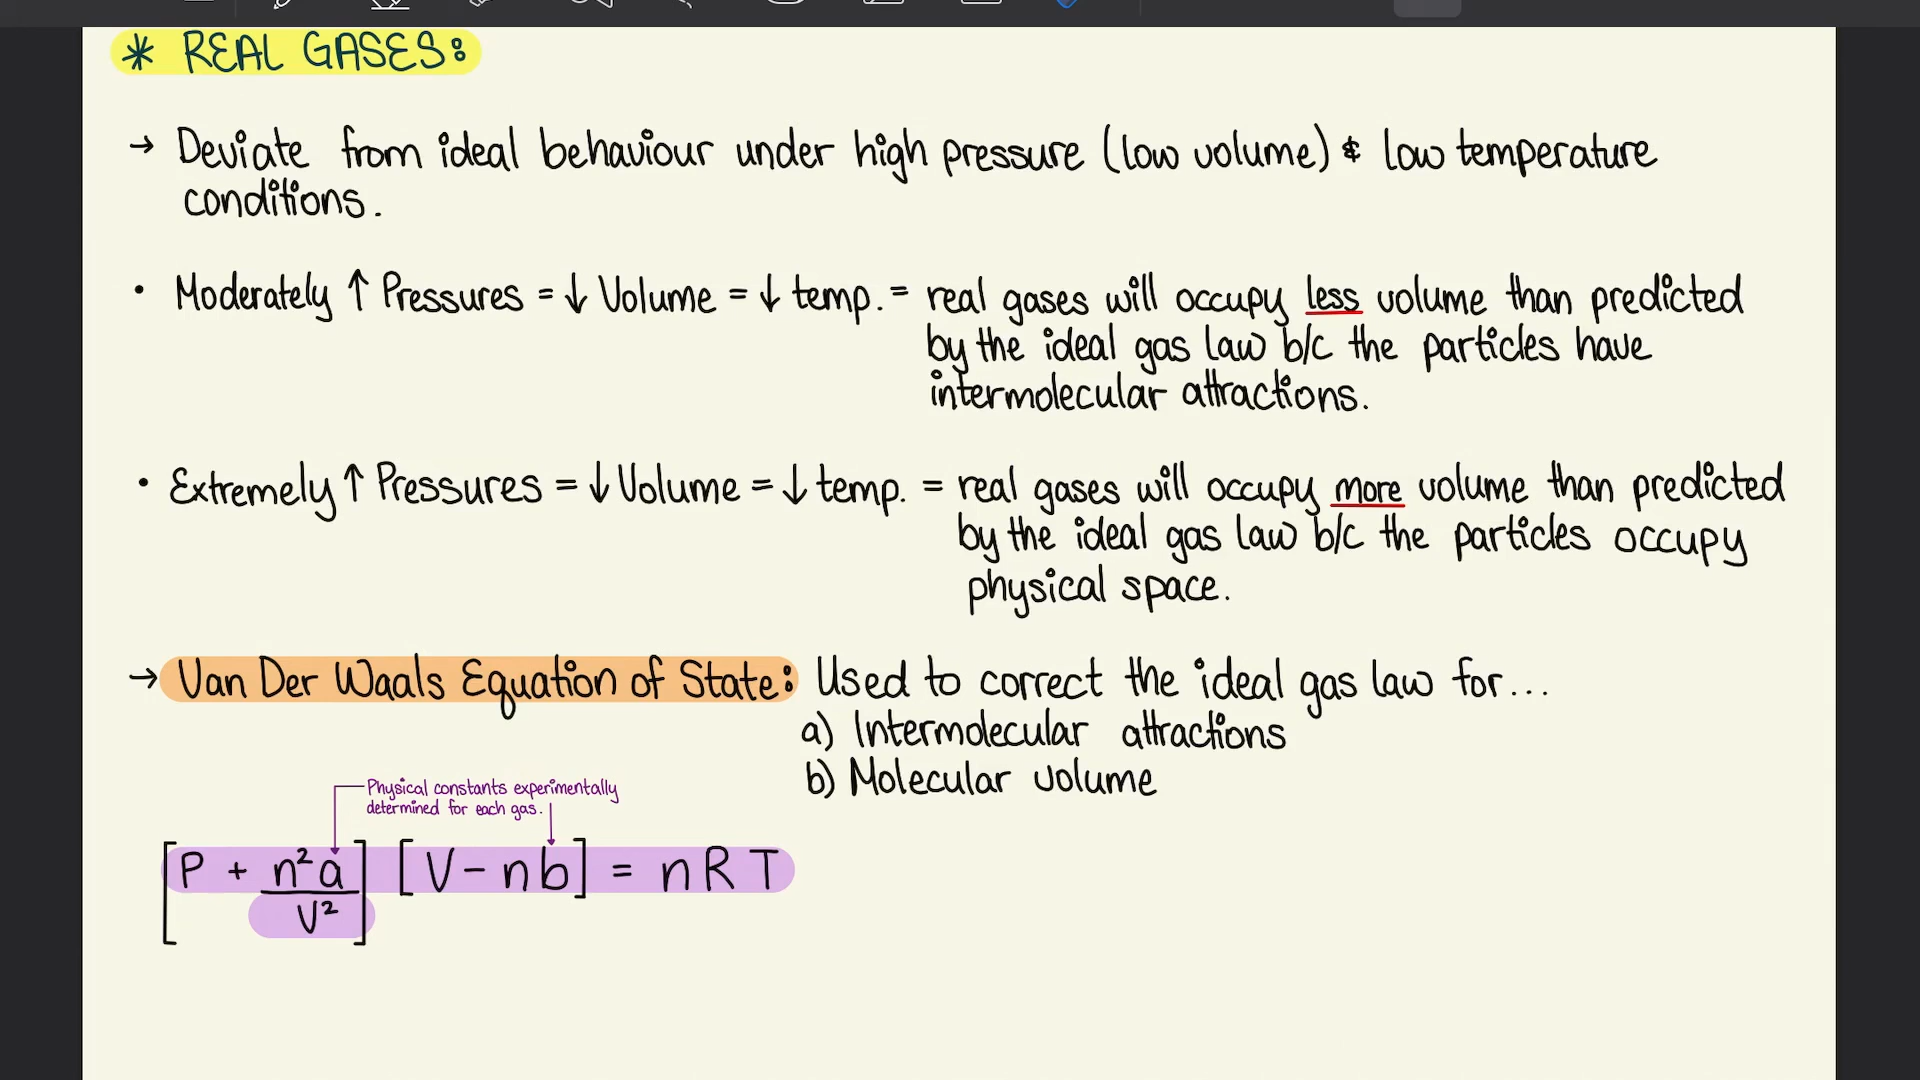 * REAL GASES:
→ Deviate from ideal behaviour under high pressure (low volume) & low temperature
conditions.
• Moderately ↑ Pressures = ↓ Volume = ↓ temp. = real gases will occupy less volume than predicted
by the ideal gas law b/c the particles have
intermolecular attractions.
• Extremely ↑ Pressures = ↓ Volume = ↓ temp. = real gases will occupy more volume than predicted
by the ideal gas law b/c the particles occupy
physical space.
→ Van Der Waals Equation of State: Used to correct the ideal gas law for...
a) Intermolecular attractions
b) Molecular volume
Physical constants experimentally
determined for each gas.
[P + n²a/V²] [V - nb] = nRT